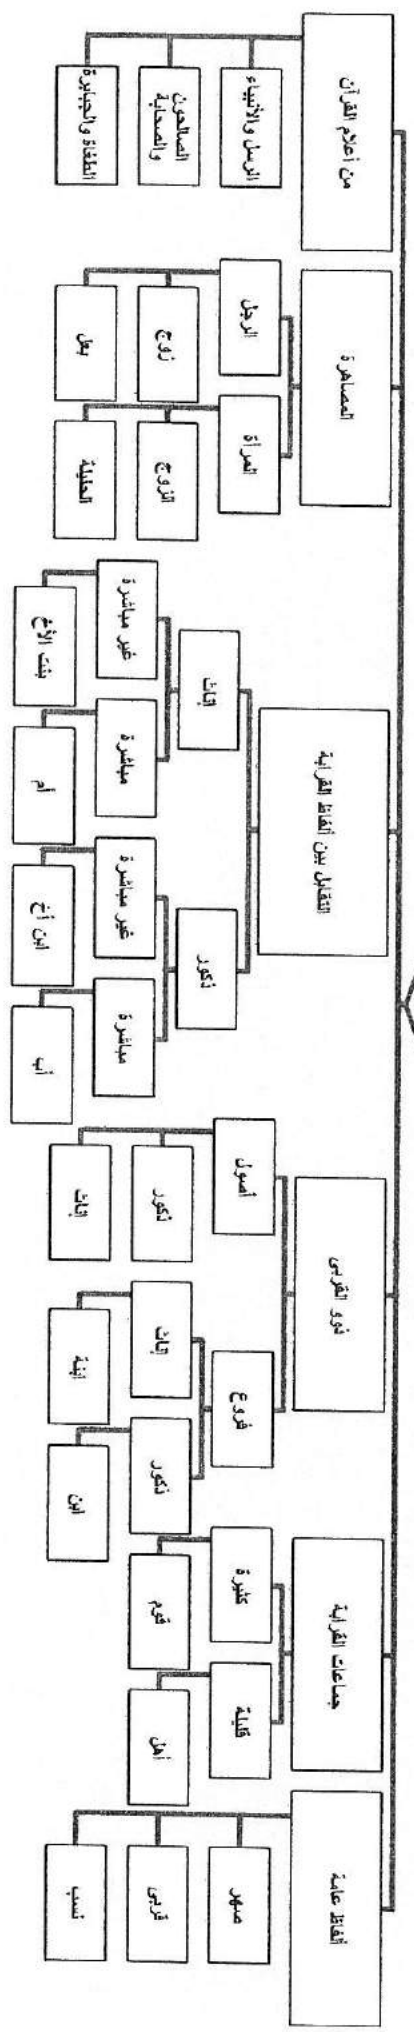 ألفاظ عامة
صهر
قربى
نسب
جماعات القرابة
كثيرة
قوم
قليلة
أهل
ذوو القربى
أصول
ذكور
إناث
فروع
إناث
ابنة
ذكور
ابن
التقابل بين ألفاظ القرابة
إناث
غير مباشرة
بنت الأخ
مباشرة
أم
ذكور
غير مباشرة
ابن أخ
مباشرة
أب
المصاهرة
الرجل
زوج
بعل
المرأة
الزوج
الحليلة
من أعلام القرآن
الرسل والأنبياء
الصالحون
والصحابة
الطغاة والجبابرة